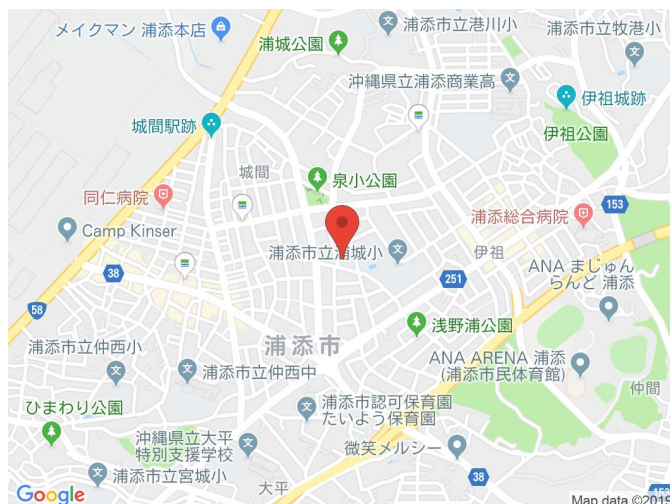 メイクマン 浦添本店
浦城公園
浦添市立港川小
浦添市立牧港小
沖縄県立浦添商業高
伊祖城跡
伊祖公園
城間駅跡
城間
泉小公園
同仁病院
153
浦添総合病院
Camp Kinser
浦添市立浦城小
伊祖
38
251
ANA まじゅん
らんど 浦添
58
浅野浦公園
浦添市
浦添市立仲西小
浦添市立仲西中
ANA ARENA 浦添
(浦添市民体育館)
仲間
ひまわり公園
浦添市認可保育園
たいよう保育園
沖縄県立大平
特別支援学校
微笑メルシー
浦添市立宮城小
大平
38
153
Google
Map data ©2019